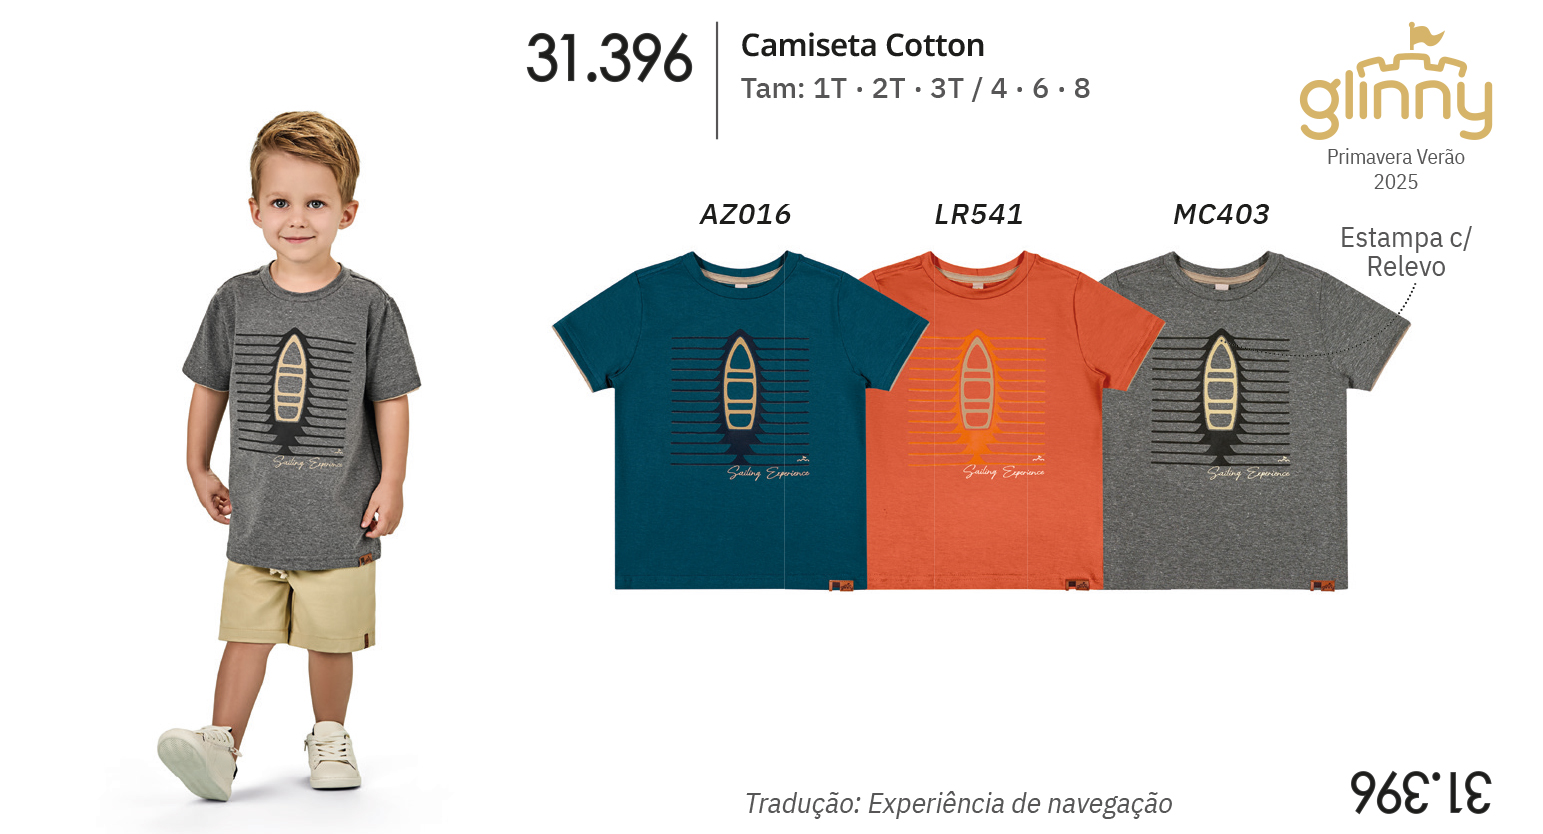 31.396
Camiseta Cotton
Tam: 1T • 2T • 3T / 4 • 6 • 8
glinny
Primavera Verão
2025
AZ016
LR541
MC403
Estampa c/
Relevo
Sailing Experience
Sailing Experience
Sailing Experience
Sailing Experience
Tradução: Experiência de navegação
31.396